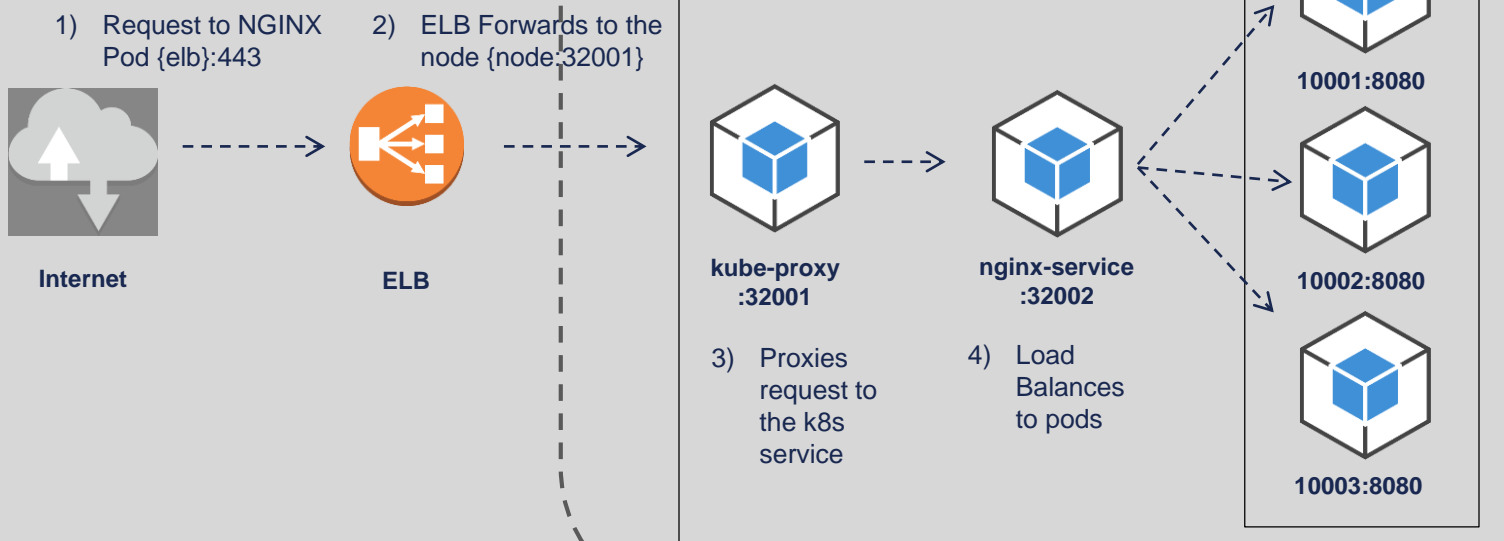 1) Request to NGINX
Pod {elb}:443
2) ELB Forwards to the
node {node:32001}
Internet
ELB
kube-proxy
:32001
3) Proxies
request to
the k8s
service
nginx-service
:32002
4) Load
Balances
to pods
10001:8080
10002:8080
10003:8080